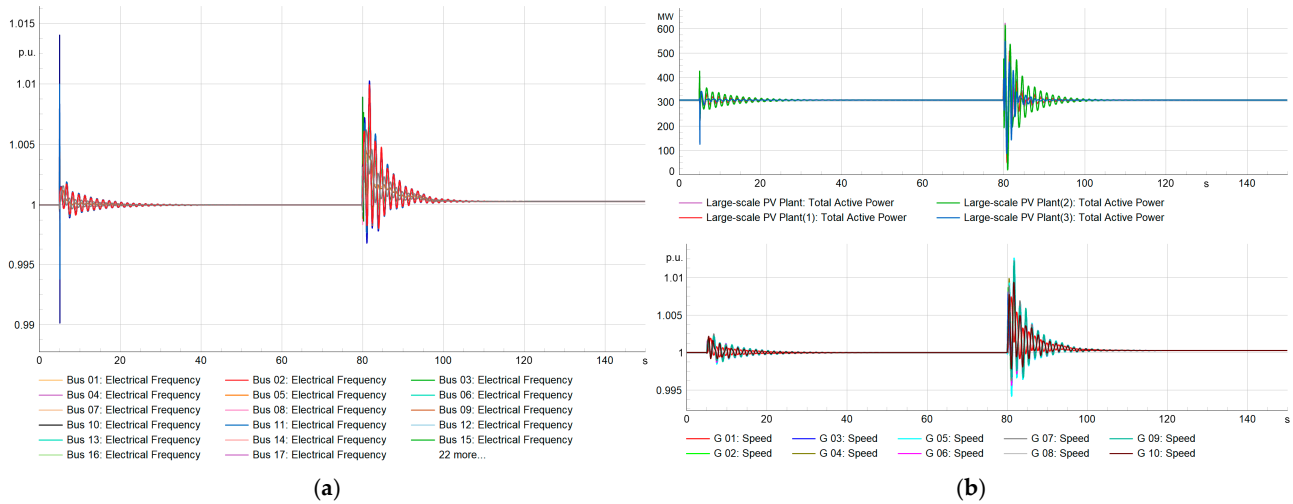 1.015
p.u.
1.01
1.005
1
0.995
0.99
0 20 40 60 80 100 120 140 s
Bus 01: Electrical Frequency Bus 02: Electrical Frequency Bus 03: Electrical Frequency
Bus 04: Electrical Frequency Bus 05: Electrical Frequency Bus 06: Electrical Frequency
Bus 07: Electrical Frequency Bus 08: Electrical Frequency Bus 09: Electrical Frequency
Bus 10: Electrical Frequency Bus 11: Electrical Frequency Bus 12: Electrical Frequency
Bus 13: Electrical Frequency Bus 14: Electrical Frequency Bus 15: Electrical Frequency
Bus 16: Electrical Frequency Bus 17: Electrical Frequency 22 more...
(a)
MW
600
500
400
300
200
100
0
0 20 40 60 80 100 s 120 140
Large-scale PV Plant: Total Active Power Large-scale PV Plant(2): Total Active Power
Large-scale PV Plant(1): Total Active Power Large-scale PV Plant(3): Total Active Power
p.u.
1.01
1.005
1
0.995
0 20 40 60 80 100 120 140 s
G 01: Speed G 03: Speed G 05: Speed G 07: Speed G 09: Speed
G 02: Speed G 04: Speed G 06: Speed G 08: Speed G 10: Speed
(b)